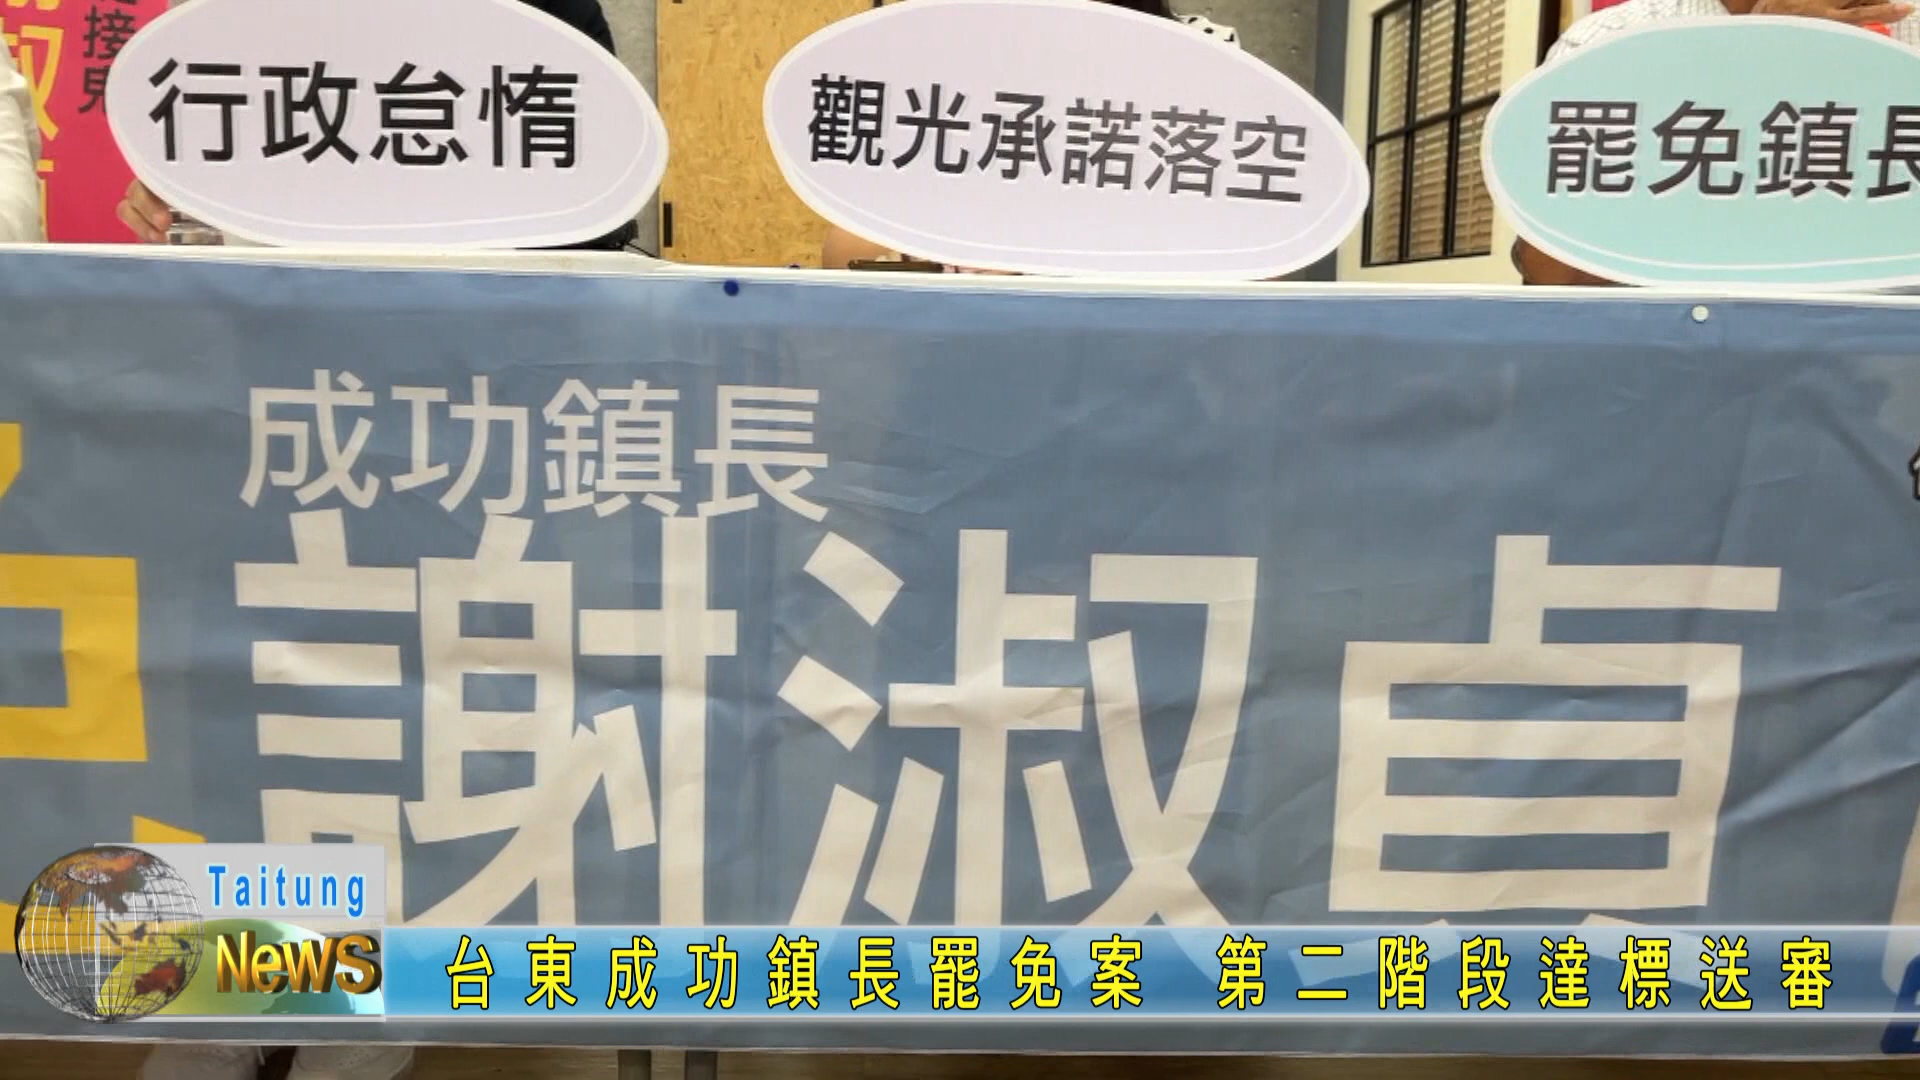 行政怠惰
觀光承諾落空
罷免鎮長
成功鎮長
謝淑貞
Taitung
News
台東成功鎮長罷免案 第二階段達標送審